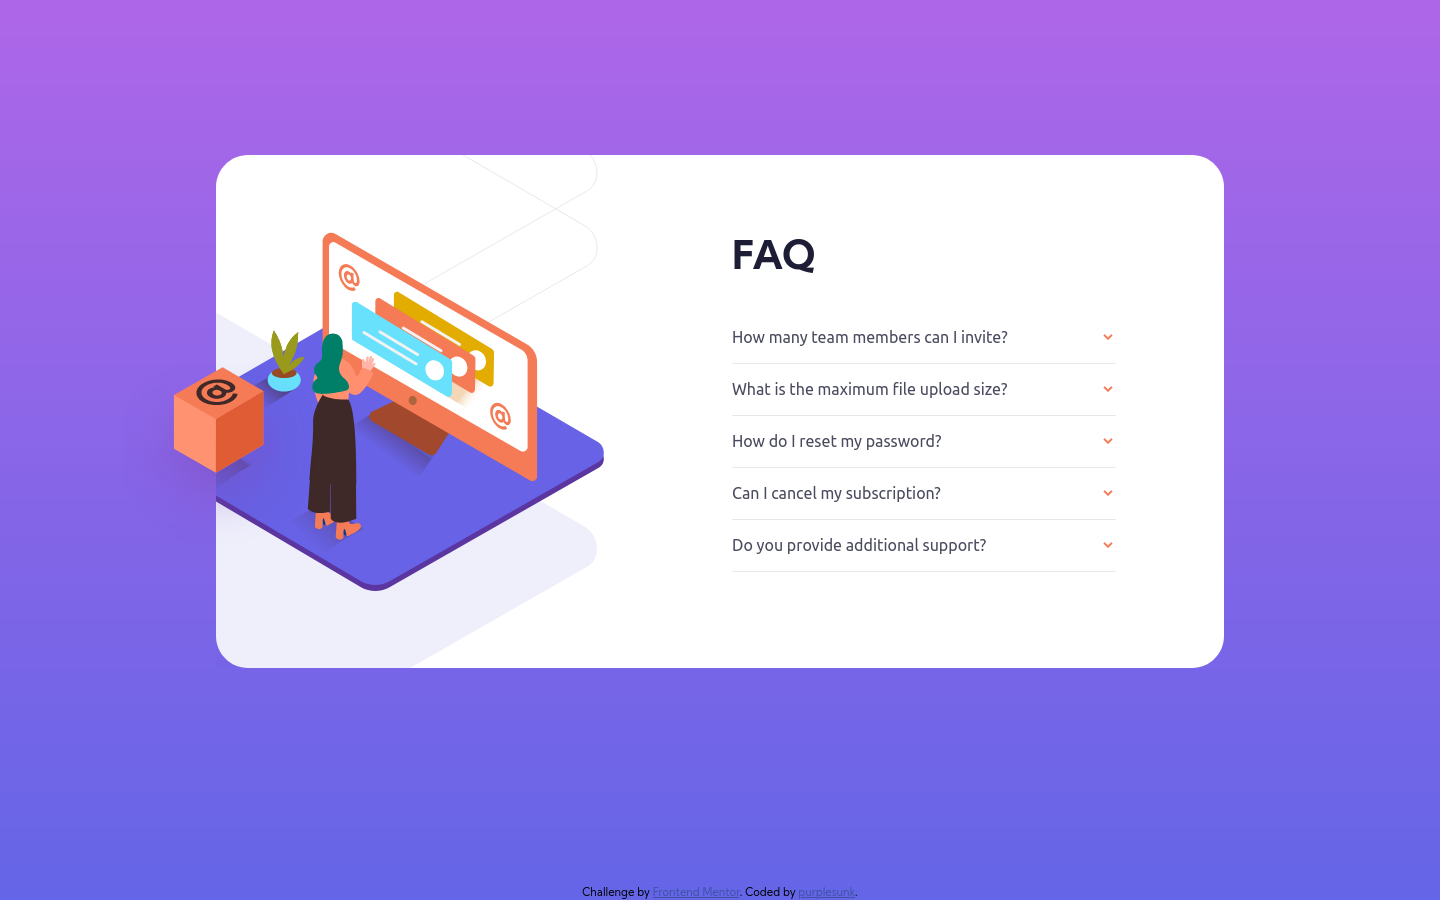 FAQ
How many team members can I invite?
What is the maximum file upload size?
How do I reset my password?
Can I cancel my subscription?
Do you provide additional support?
@
@
@
Challenge by Frontend Mentor. Coded by purplesunk.